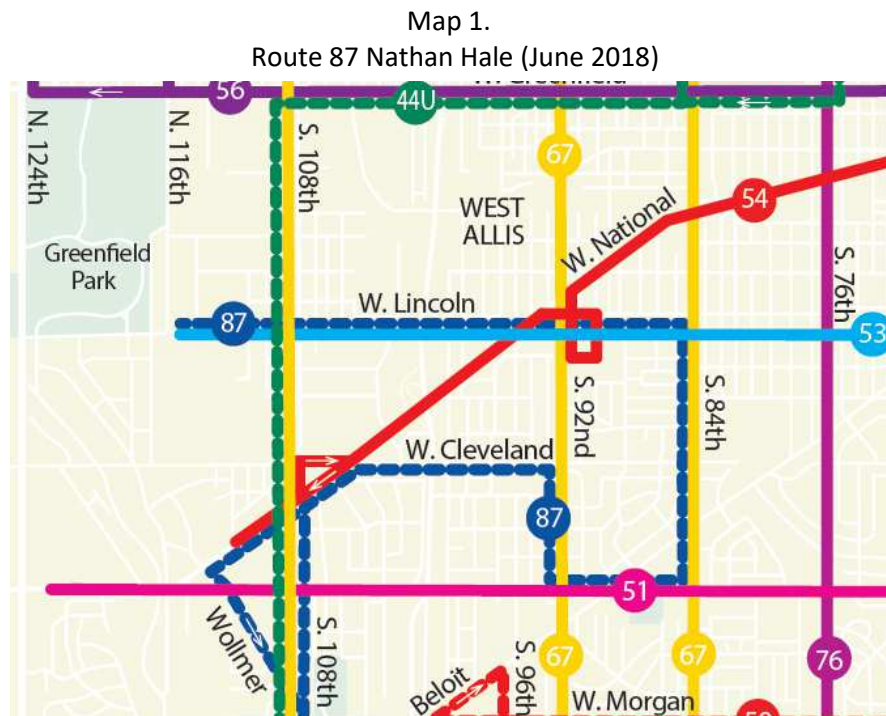 Map 1.
Route 87 Nathan Hale (June 2018)
W. Greenfield
56
44U
N. 124th
N. 116th
S. 108th
67
54
WEST
ALLIS
W. National
Greenfield
Park
S. 76th
W. Lincoln
87
53
S. 92nd
S. 84th
W. Cleveland
87
51
Wollmer
S. 108th
Beloit
S. 96th
67
67
76
W. Morgan